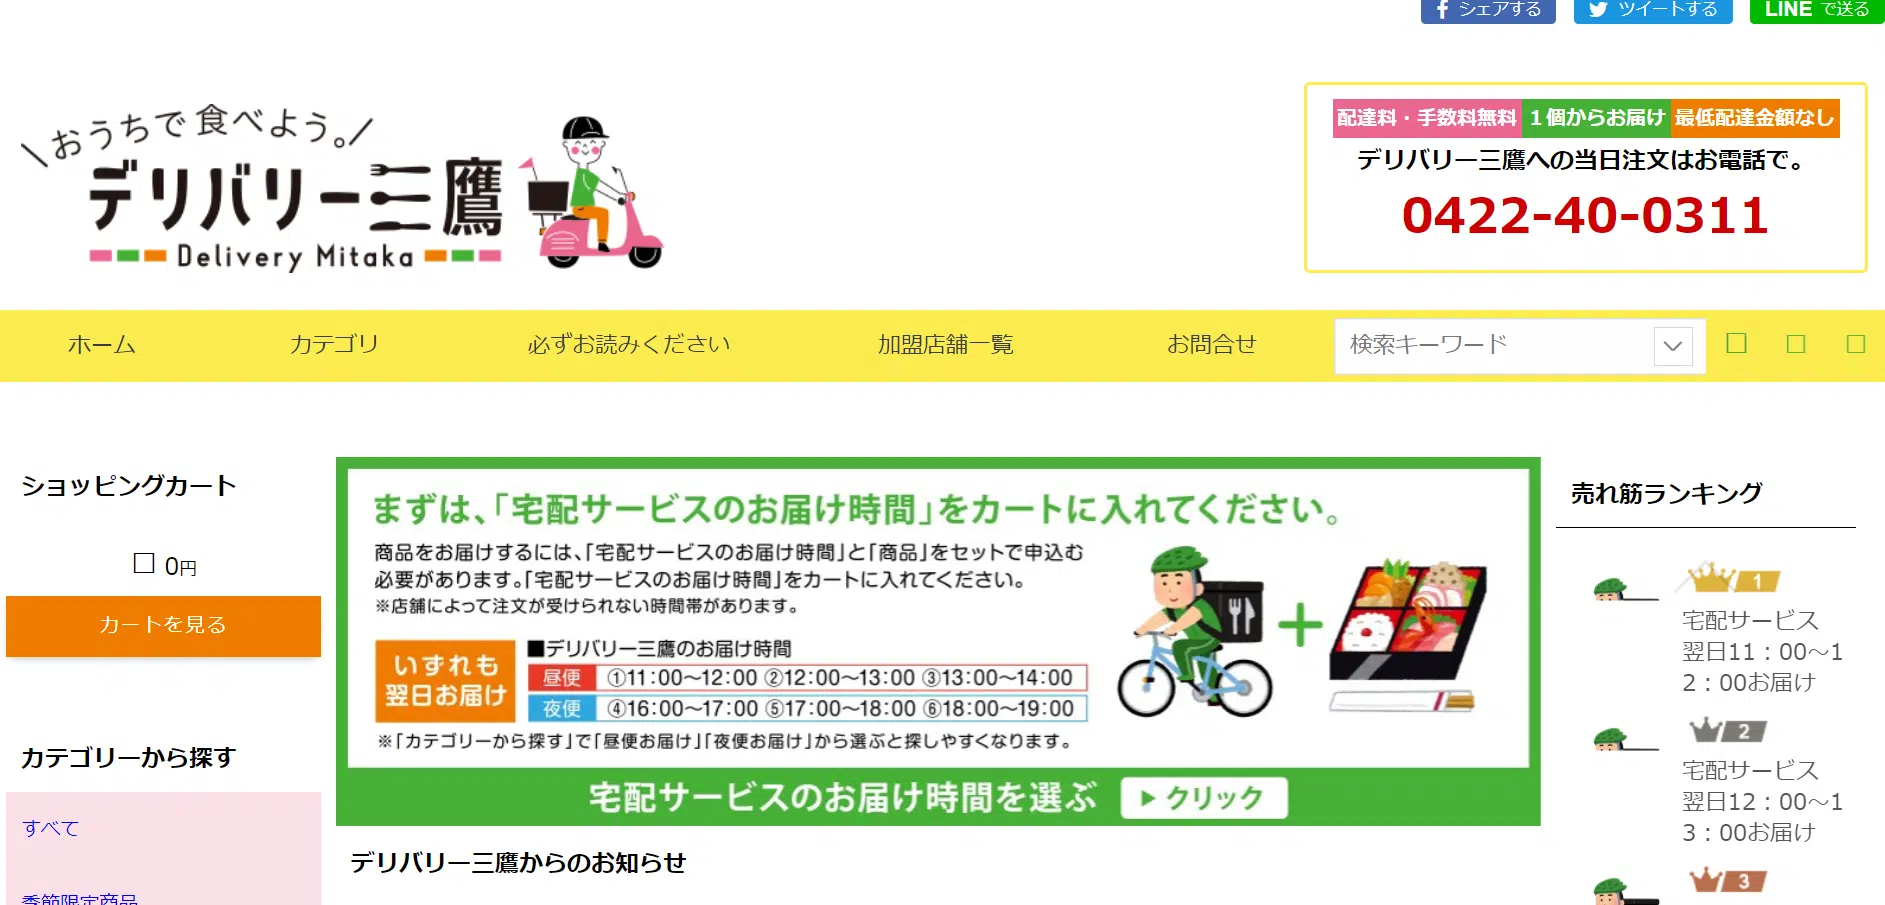 シェアする
ツイートする
LINE で送る
おうちで食べよう。
デリバリー三鷹
Delivery Mitaka
配達料・手数料無料 １個からお届け 最低配達金額なし
デリバリー三鷹への当日注文はお電話で。
0422-40-0311
ホーム カテゴリ 必ずお読みください 加盟店舗一覧 お問合せ 検索キーワード
ショッピングカート
0円
カートを見る
カテゴリーから探す
すべて
季節限定商品
まずは、「宅配サービスのお届け時間」をカートに入れてください。
商品をお届けするには、「宅配サービスのお届け時間」と「商品」をセットで申込む
必要があります。「宅配サービスのお届け時間」をカートに入れてください。
※店舗によって注文が受けられない時間帯があります。
いずれも
翌日お届け
■デリバリー三鷹のお届け時間
昼便 ①11：00～12：00 ②12：00～13：00 ③13：00～14：00
夜便 ④16：00～17：00 ⑤17：00～18：00 ⑥18：00～19：00
※「カテゴリーから探す」で「昼便お届け」「夜便お届け」から選ぶと探しやすくなります。
宅配サービスのお届け時間を選ぶ ▶クリック
デリバリー三鷹からのお知らせ
売れ筋ランキング
1
宅配サービス
翌日11：00～1
2：00お届け
2
宅配サービス
翌日12：00～1
3：00お届け
3